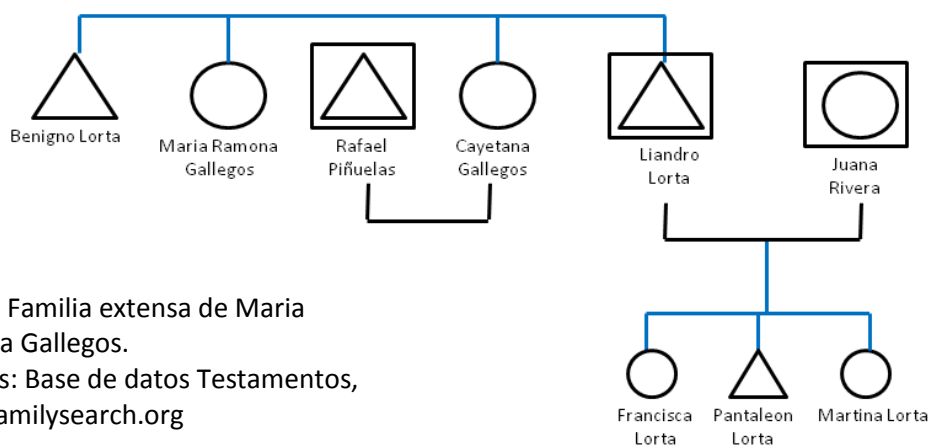 Benigno Lorta
Maria Ramona
Gallegos
Rafael
Piñuelas
Cayetana
Gallegos
Liandro
Lorta
Juana
Rivera
Familia extensa de Maria
a Gallegos.
s: Base de datos Testamentos,
amilysearch.org
Francisca
Lorta
Pantaleon
Lorta
Martina Lorta